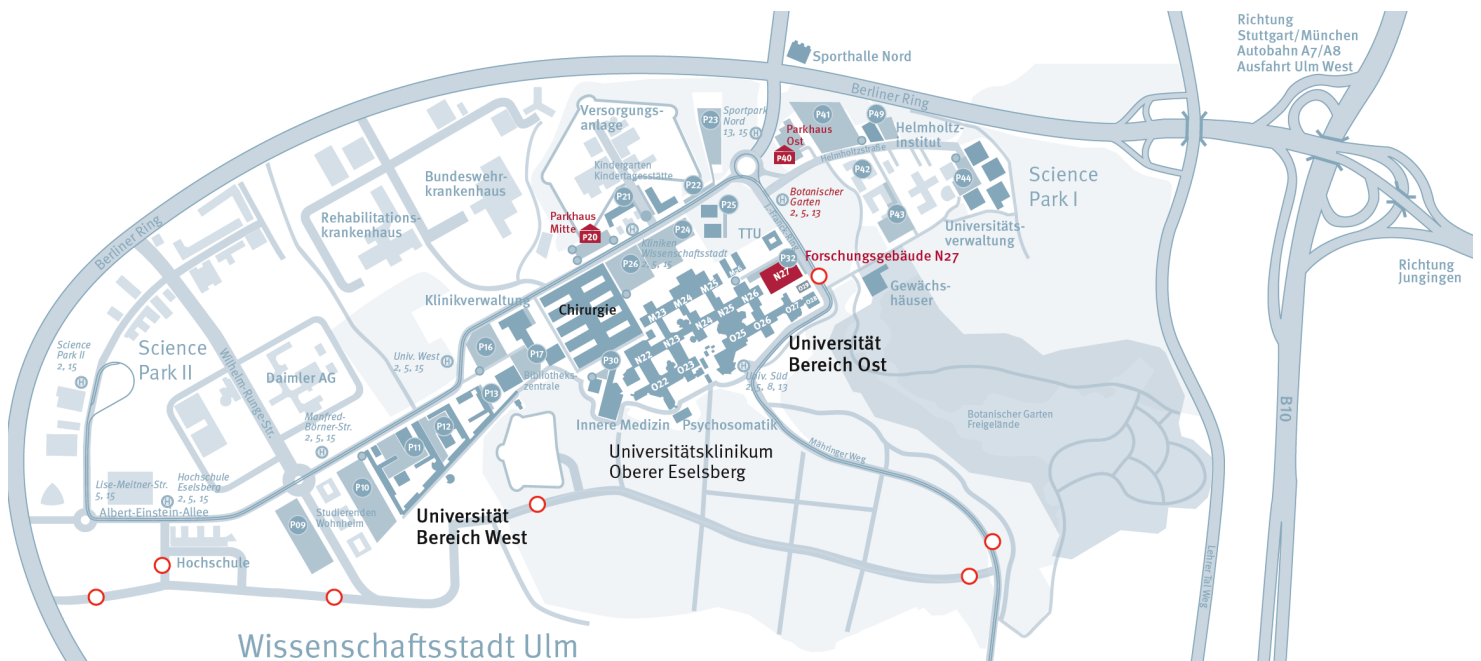 Richtung
Stuttgart/München
Autobahn A7/A8
Ausfahrt Ulm West
Sporthalle Nord
Berliner Ring
Versorgungs-
anlage
P23
Sportpark
Nord
13, 15
H
P41
P49
Parkhaus
Ost
P40
Helmholtz-
institut
Helmholtzstraße
Bundeswehr-
krankenhaus
Kindergarten
Kindertagesstätte
P22
P21
P42
P44
Science
Park I
Botanischer
Garten
2, 5, 13
H
Rehabilitations-
krankenhaus
Parkhaus
Mitte
P20
H
P25
P24
P43
Universitäts-
verwaltung
TTU
Kliniken
Wissenschaftsstadt
2, 5, 15
P26
P32
Forschungsgebäude N27
N27
Berliner Ring
Richtung
Jungingen
Gewächs-
häuser
Klinikverwaltung
Chirurgie
M23
M24
M25
N22
N23
N24
N25
N26
O22
O23
O25
O26
O27
O28
O29
Science
Park II
2, 15
H
Science
Park II
Wilhelm-Runge-Str.
Daimler AG
Univ. West
2, 5, 15
H
P16
P17
P30
Bibliotheks-
zentrale
Universität
Bereich Ost
H
Univ. Süd
2, 5, 8, 13
P13
P12
P11
P10
P09
Manfred-
Börner-Str.
2, 5, 15
H
Innere Medizin
Psychosomatik
Universitätsklinikum
Oberer Eselsberg
Botanischer Garten
Freigelände
B10
Mähringer Weg
Lehrer Tal Weg
Lise-Meitner-Str.
5, 15
Hochschule
Eselsberg
2, 5, 15
H
Albert-Einstein-Allee
Studierenden
Wohnheim
Universität
Bereich West
Hochschule
Wissenschaftsstadt Ulm